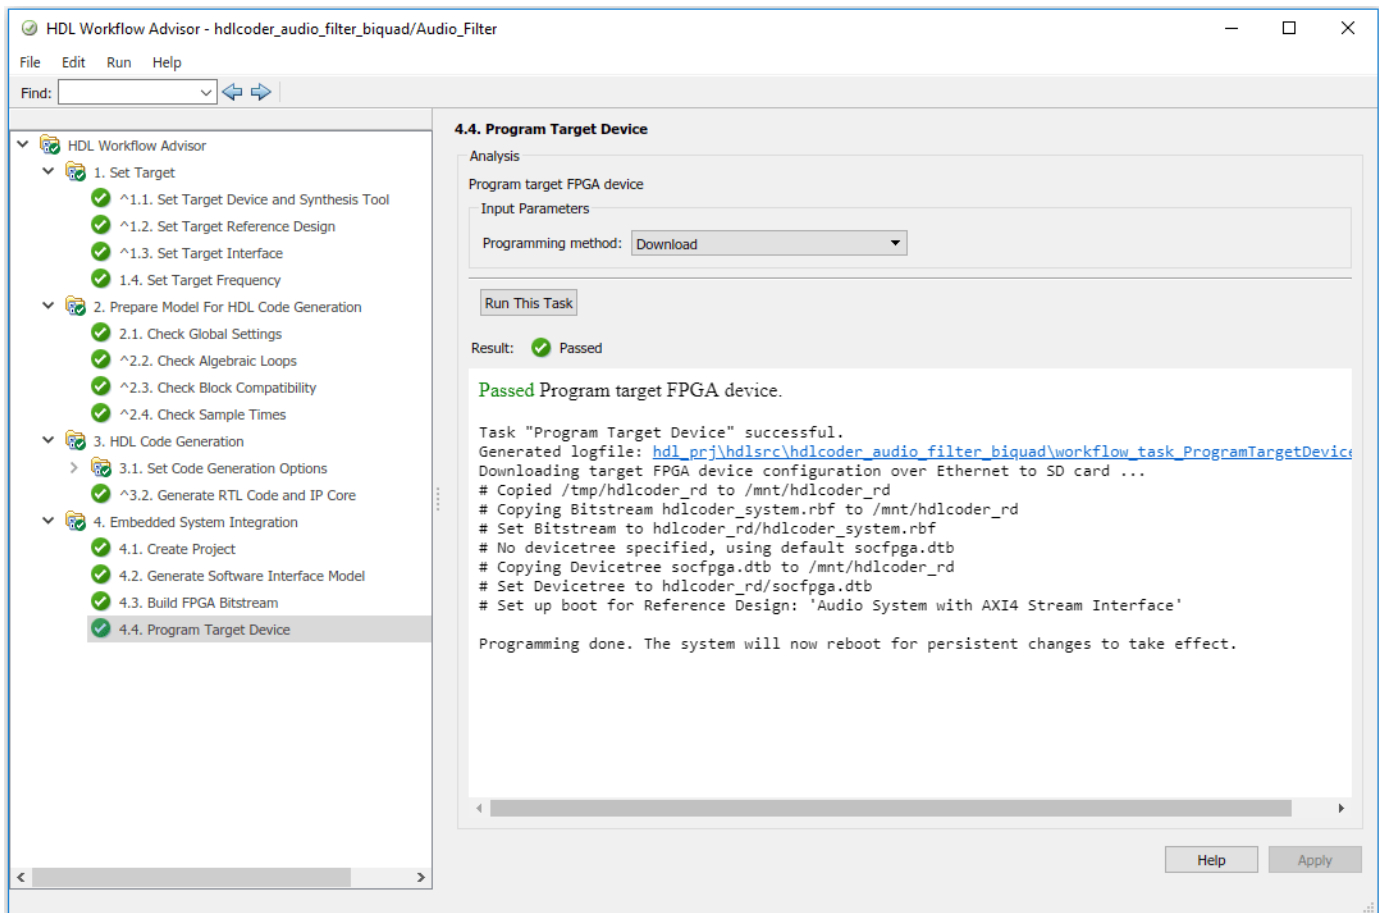 HDL Workflow Advisor - hdlcoder_audio_filter_biquad/Audio_Filter
File Edit Run Help
Find:
HDL Workflow Advisor
1. Set Target
^1.1. Set Target Device and Synthesis Tool
^1.2. Set Target Reference Design
^1.3. Set Target Interface
1.4. Set Target Frequency
2. Prepare Model For HDL Code Generation
2.1. Check Global Settings
^2.2. Check Algebraic Loops
^2.3. Check Block Compatibility
^2.4. Check Sample Times
3. HDL Code Generation
3.1. Set Code Generation Options
^3.2. Generate RTL Code and IP Core
4. Embedded System Integration
4.1. Create Project
4.2. Generate Software Interface Model
4.3. Build FPGA Bitstream
4.4. Program Target Device
4.4. Program Target Device
Analysis
Program target FPGA device
Input Parameters
Programming method: Download
Run This Task
Result: Passed
Passed Program target FPGA device.
Task "Program Target Device" successful.
Generated logfile: hdl_prj\hdlsrc\hdlcoder_audio_filter_biquad\workflow_task_ProgramTargetDevice
Downloading target FPGA device configuration over Ethernet to SD card ...
# Copied /tmp/hdlcoder_rd to /mnt/hdlcoder_rd
# Copying Bitstream hdlcoder_system.rbf to /mnt/hdlcoder_rd
# Set Bitstream to hdlcoder_rd/hdlcoder_system.rbf
# No devicetree specified, using default socfpga.dtb
# Copying Devicetree socfpga.dtb to /mnt/hdlcoder_rd
# Set Devicetree to hdlcoder_rd/socfpga.dtb
# Set up boot for Reference Design: 'Audio System with AXI4 Stream Interface'
Programming done. The system will now reboot for persistent changes to take effect.
Help Apply